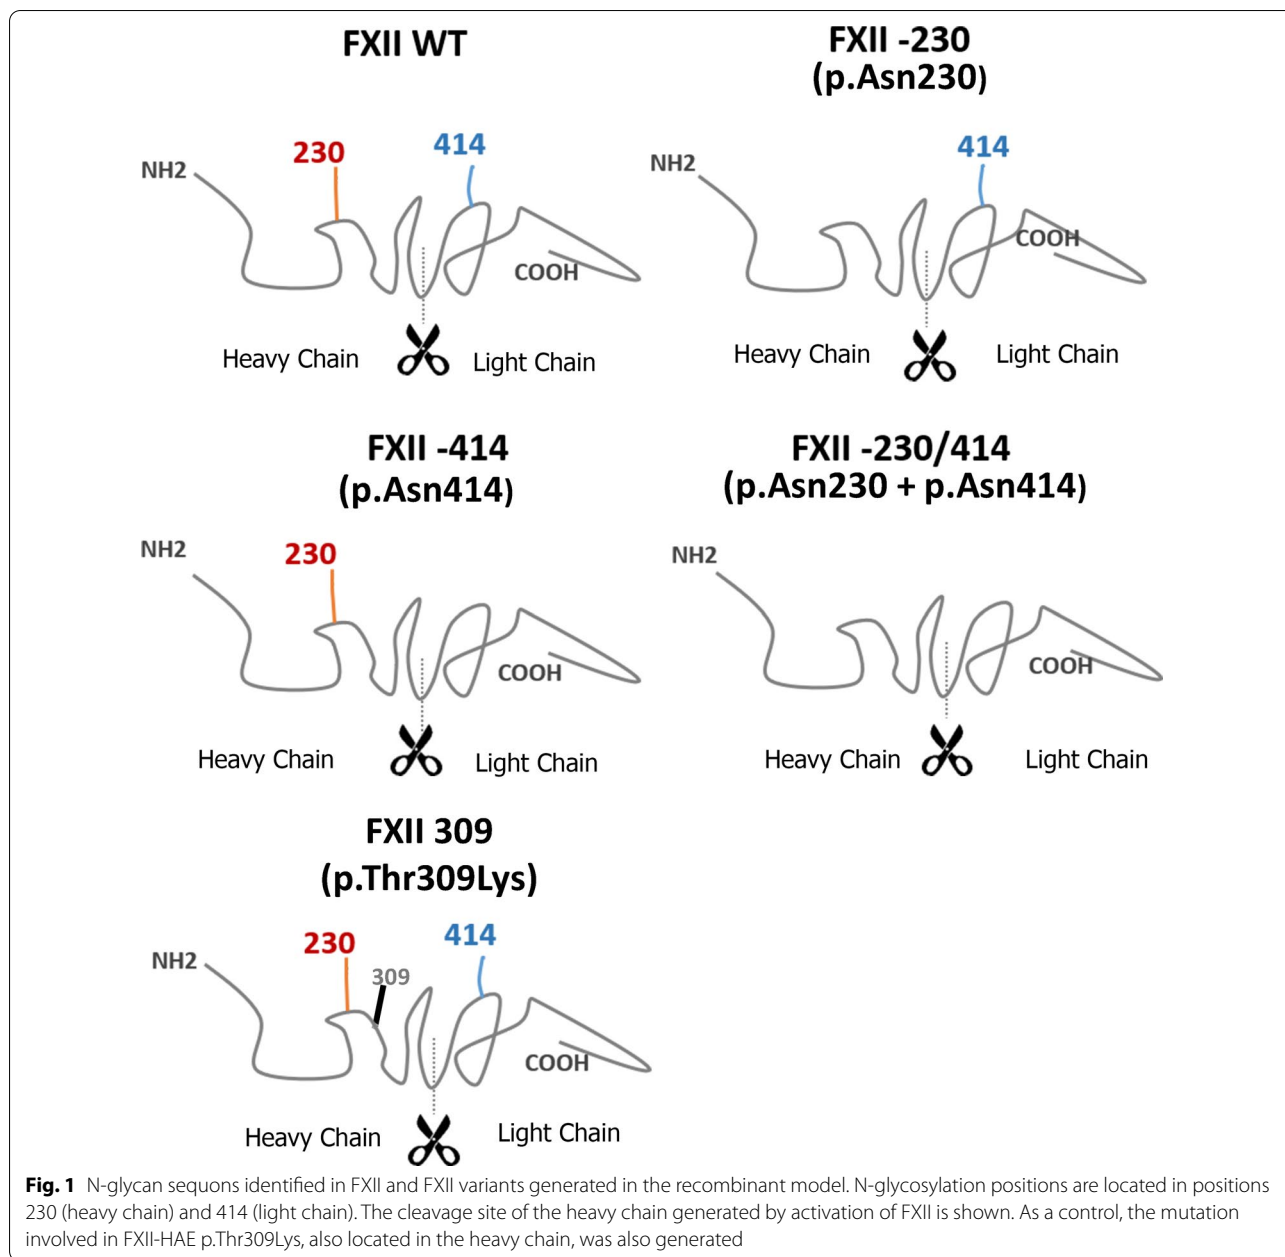 FXII WT
230
414
NH2
COOH
Heavy Chain
Light Chain
FXII -230
(p.Asn230)
414
NH2
COOH
Heavy Chain
Light Chain
FXII -414
(p.Asn414)
230
NH2
COOH
Heavy Chain
Light Chain
FXII -230/414
(p.Asn230 + p.Asn414)
NH2
COOH
Heavy Chain
Light Chain
FXII 309
(p.Thr309Lys)
230
414
309
NH2
COOH
Heavy Chain
Light Chain
Fig. 1 N-glycan sequons identified in FXII and FXII variants generated in the recombinant model. N-glycosylation positions are located in positions
230 (heavy chain) and 414 (light chain). The cleavage site of the heavy chain generated by activation of FXII is shown. As a control, the mutation
involved in FXII-HAE p.Thr309Lys, also located in the heavy chain, was also generated